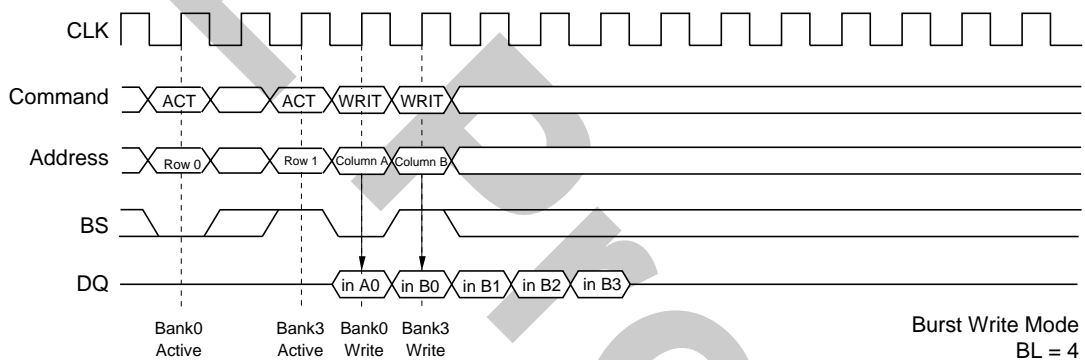 CLK
Command ACT ACT WRIT WRIT
Address Row 0 Row 1 Column A Column B
BS
DQ in A0 in B0 in B1 in B2 in B3
Bank0 Bank3 Bank0 Bank3
Active Active Write Write
Burst Write Mode
BL = 4